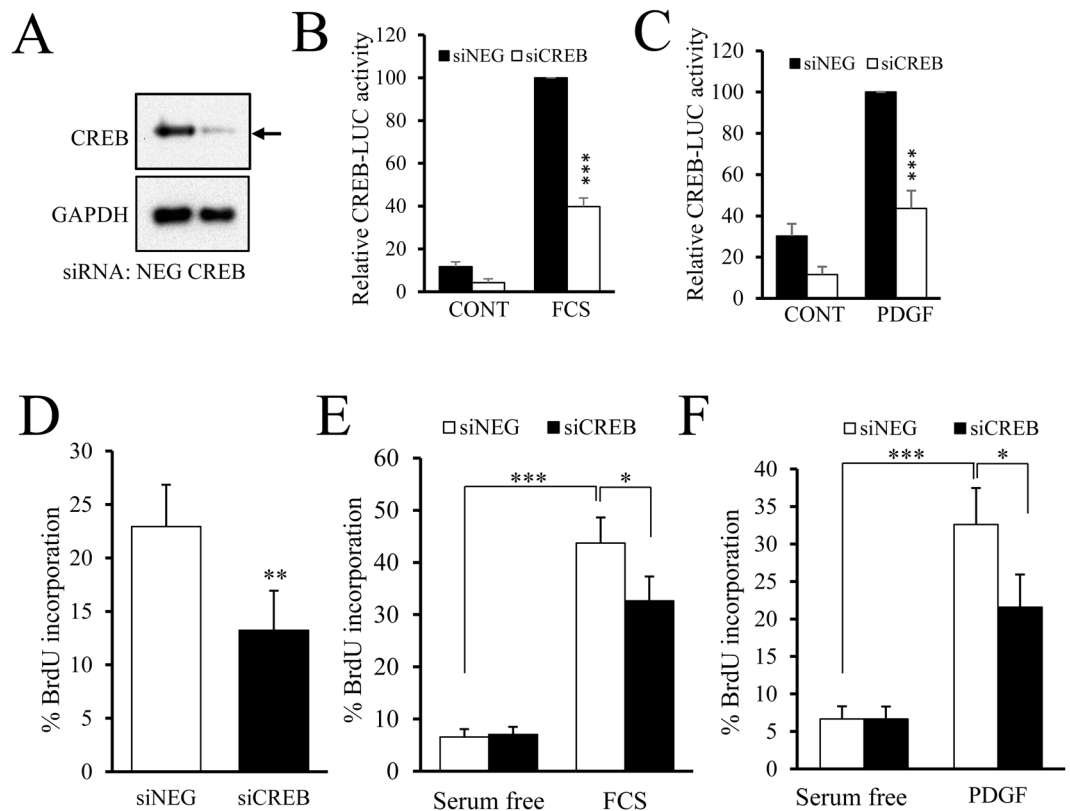 A
CREB
GAPDH
siRNA: NEG CREB
B
Relative CREB-LUC activity
120
100
80
60
40
20
0
siNEG siCREB
***
CONT FCS
C
Relative CREB-LUC activity
120
100
80
60
40
20
0
siNEG siCREB
***
CONT PDGF
D
% BrdU incorporation
30
25
20
15
10
5
0
**
siNEG siCREB
E
siNEG siCREB
% BrdU incorporation
60
50
40
30
20
10
0
*** *
Serum free FCS
F
siNEG siCREB
% BrdU incorporation
40
35
30
25
20
15
10
5
0
*** *
Serum free PDGF